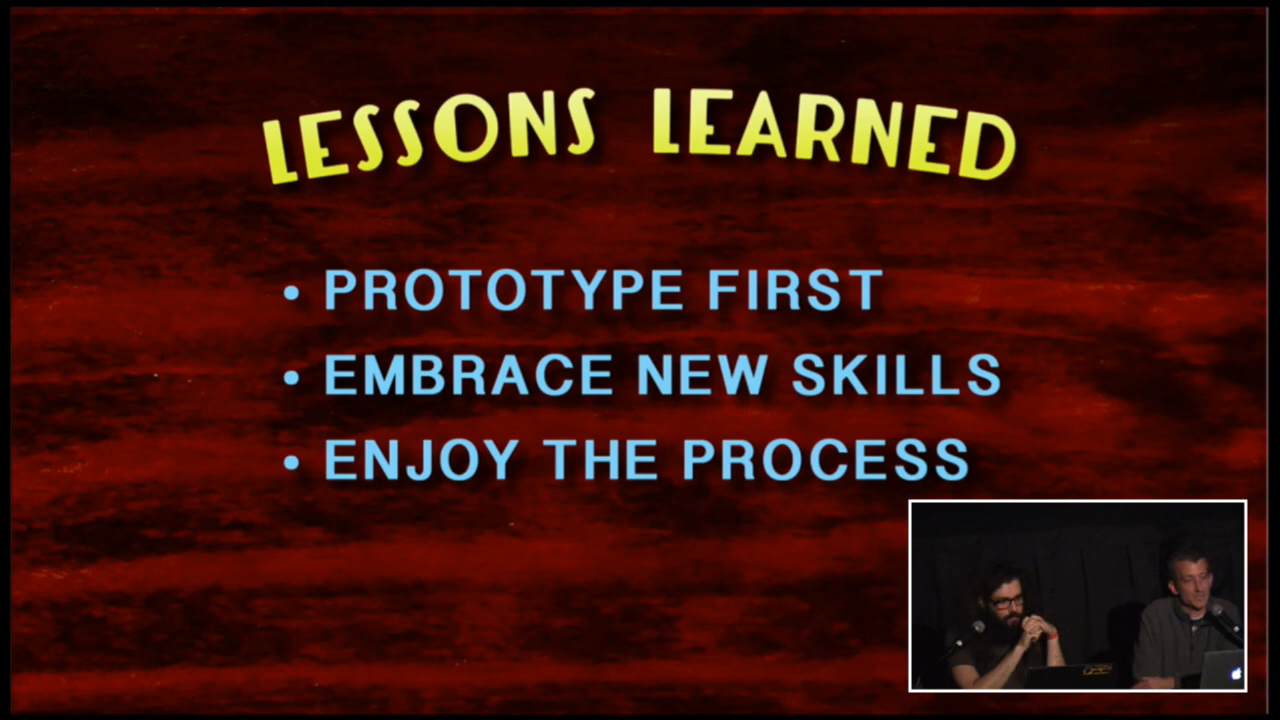 LESSONS LEARNED
• PROTOTYPE FIRST
• EMBRACE NEW SKILLS
• ENJOY THE PROCESS